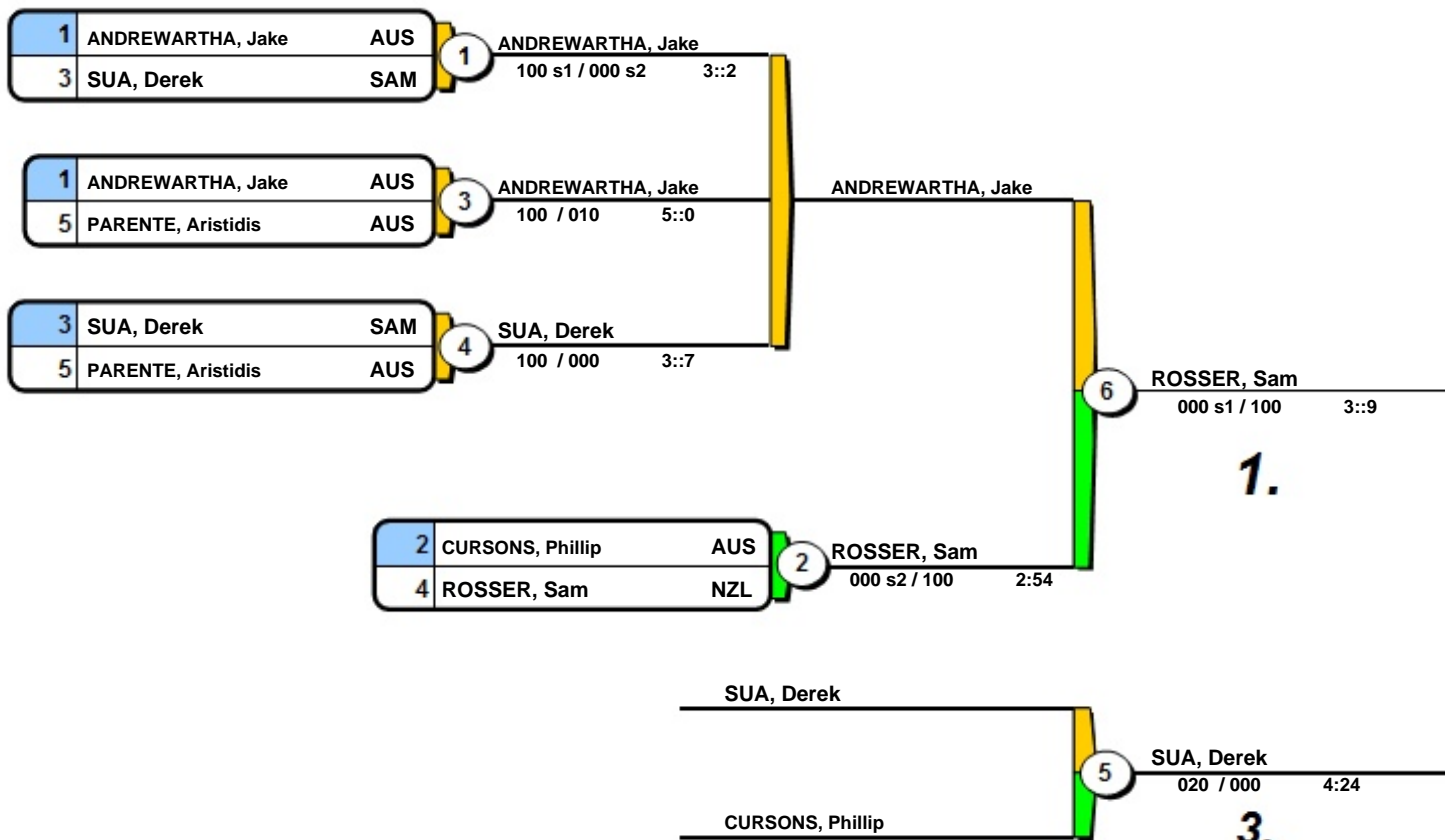 1 ANDREWARTHA, Jake AUS
3 SUA, Derek SAM
1 ANDREWARTHA, Jake
100 s1 / 000 s2 3::2
1 ANDREWARTHA, Jake AUS
5 PARENTE, Aristidis AUS
3 ANDREWARTHA, Jake
100 / 010 5::0
ANDREWARTHA, Jake
3 SUA, Derek SAM
5 PARENTE, Aristidis AUS
4 SUA, Derek
100 / 000 3::7
6 ROSSER, Sam
000 s1 / 100 3::9
1.
2 CURSONS, Phillip AUS
4 ROSSER, Sam NZL
2 ROSSER, Sam
000 s2 / 100 2:54
SUA, Derek
5 SUA, Derek
020 / 000 4:24
CURSONS, Phillip
3.